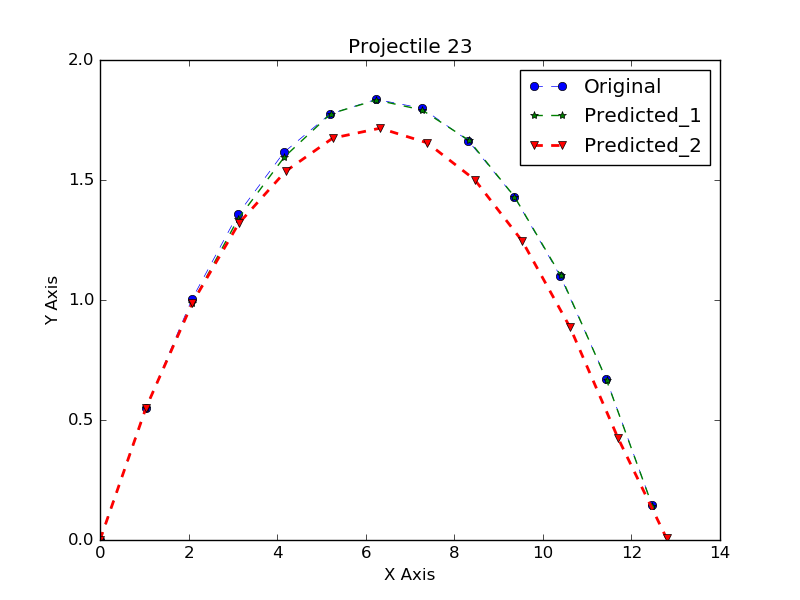 Projectile 23
Original
Predicted_1
Predicted_2
Y Axis
2.0
1.5
1.0
0.5
0.0
0 2 4 6 8 10 12 14
X Axis